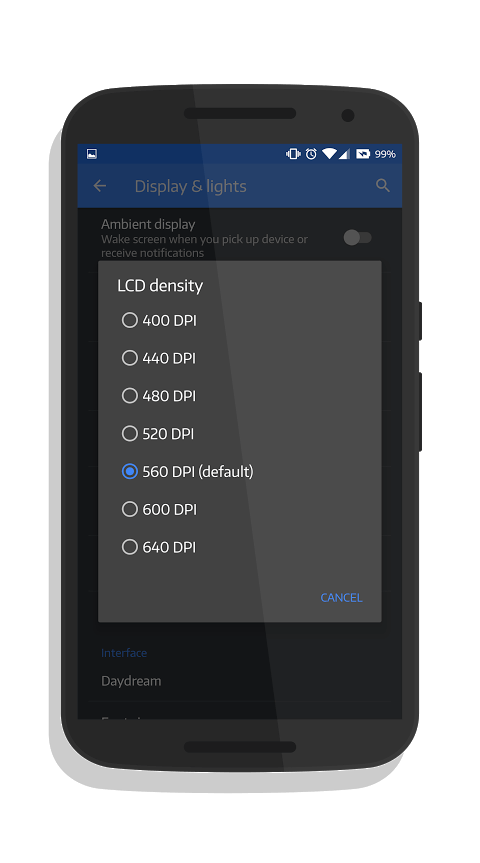 99%
Display & lights
Ambient display
Wake screen when you pick up device or
receive notifications
LCD density
400 DPI
440 DPI
480 DPI
520 DPI
560 DPI (default)
600 DPI
640 DPI
CANCEL
Interface
Daydream